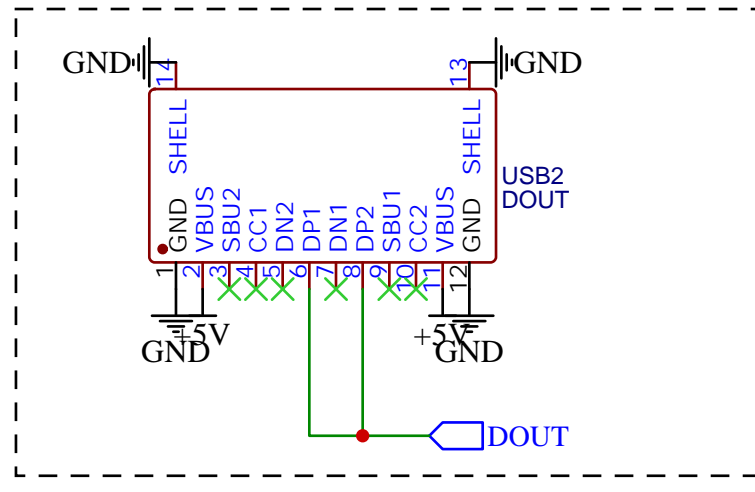 GND
14
13
GND
SHELL
SHELL
USB2
DOUT
GND
VBUS
SBU2
CC1
DN2
DP1
DN1
DP2
SBU1
CC2
VBUS
GND
1
2
3
4
5
6
7
8
9
10
11
12
+5V
GND
+5V
GND
DOUT